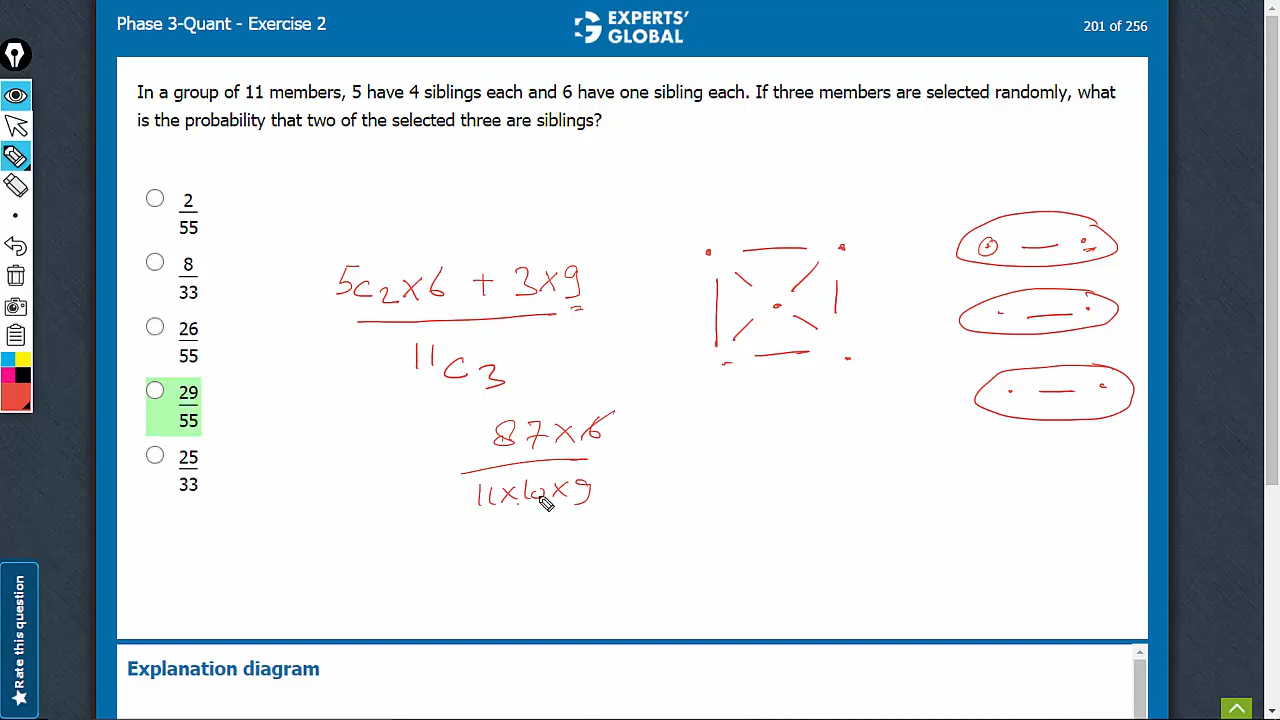 Phase 3-Quant - Exercise 2
EXPERTS'
GLOBAL
201 of 256
In a group of 11 members, 5 have 4 siblings each and 6 have one sibling each. If three members are selected randomly, what
is the probability that two of the selected three are siblings?
2
55
8
33
26
55
29
55
25
33
5C2×6 + 3×9
11C3
87×6
11×10×9
Rate this question
Explanation diagram